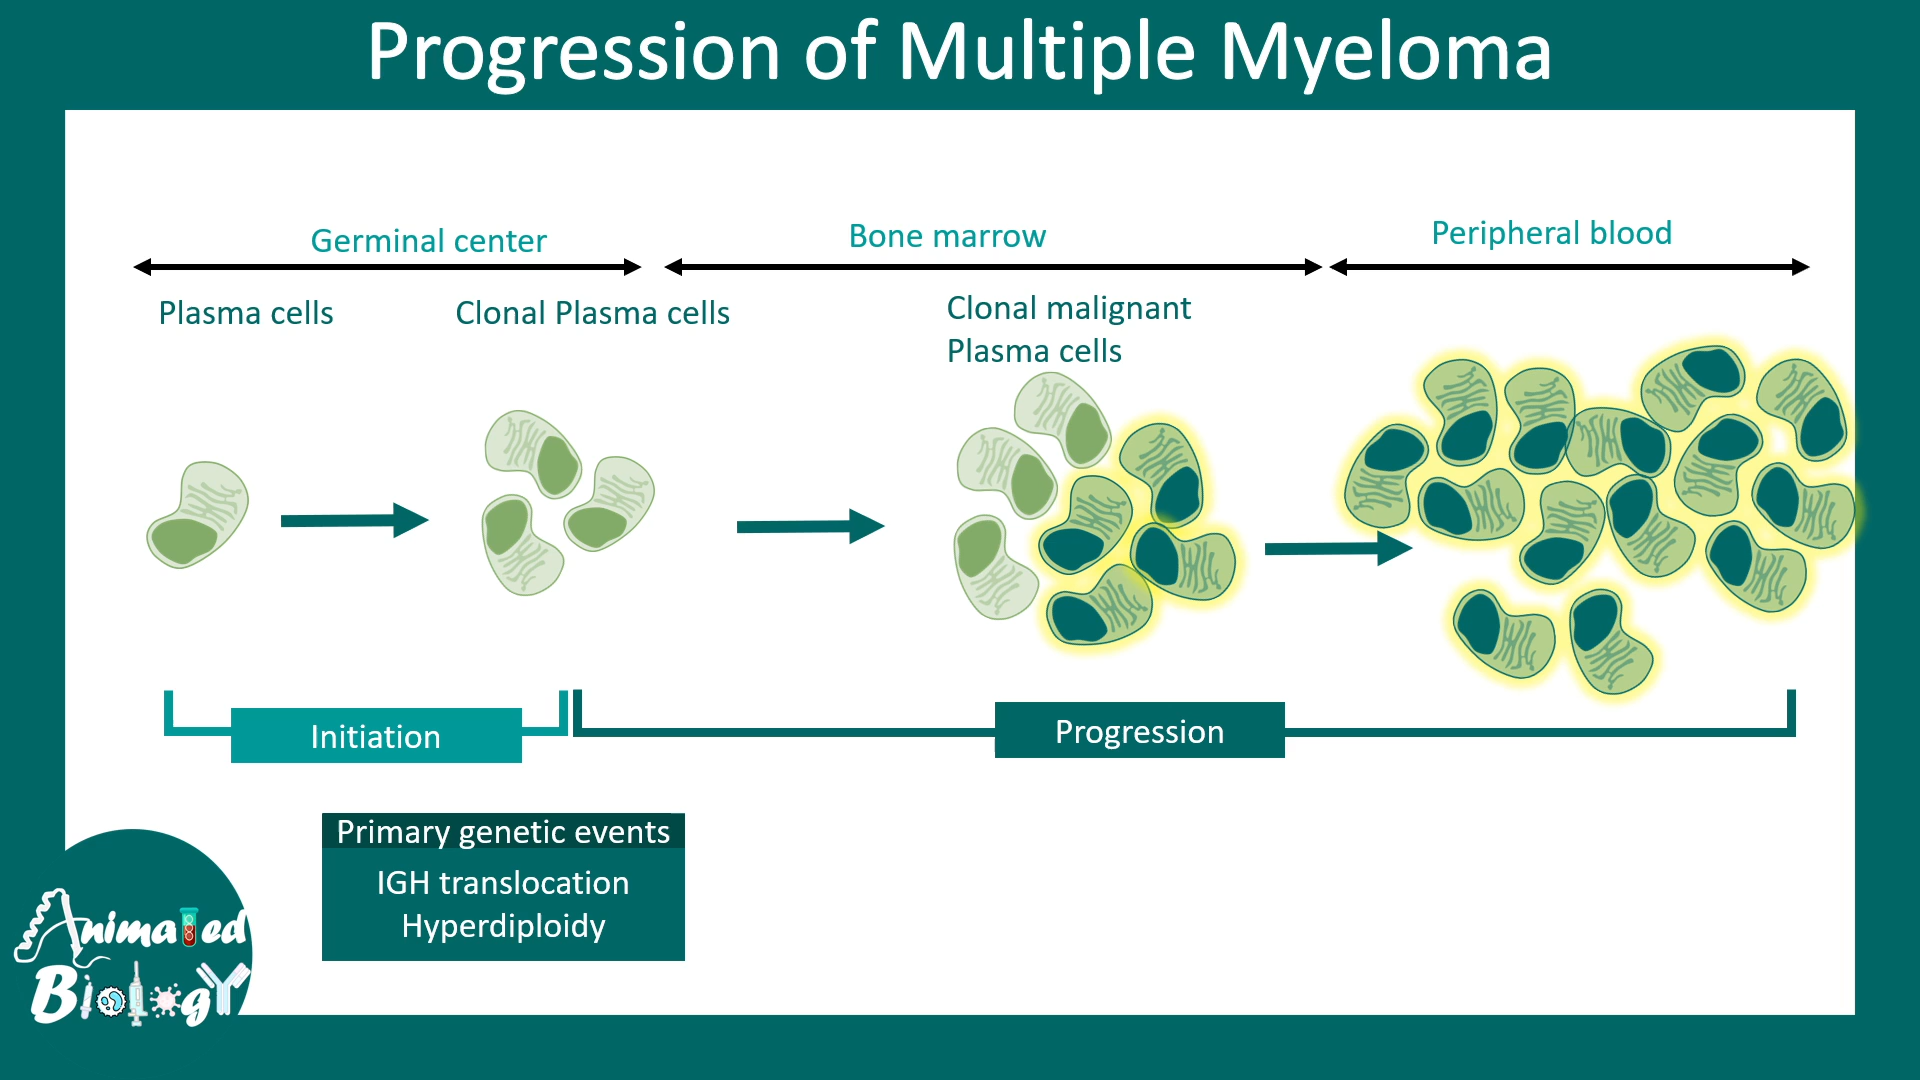 Progression of Multiple Myeloma
Germinal center
Bone marrow
Peripheral blood
Plasma cells
Clonal Plasma cells
Clonal malignant
Plasma cells
Initiation
Progression
Primary genetic events
IGH translocation
Hyperdiploidy
Animated
Biology